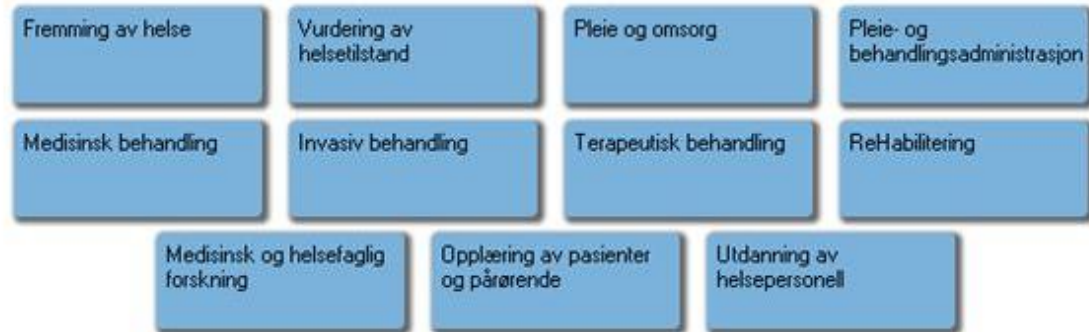 Fremming av helse
Vurdering av
helsetilstand
Pleie og omsorg
Pleie- og
behandlingsadministrasjon
Medisinsk behandling
Invasiv behandling
Terapeutisk behandling
ReHabilitering
Medisinsk og helsefaglig
forskning
Opplæring av pasienter
og pårørende
Utdanning av
helsepersonell